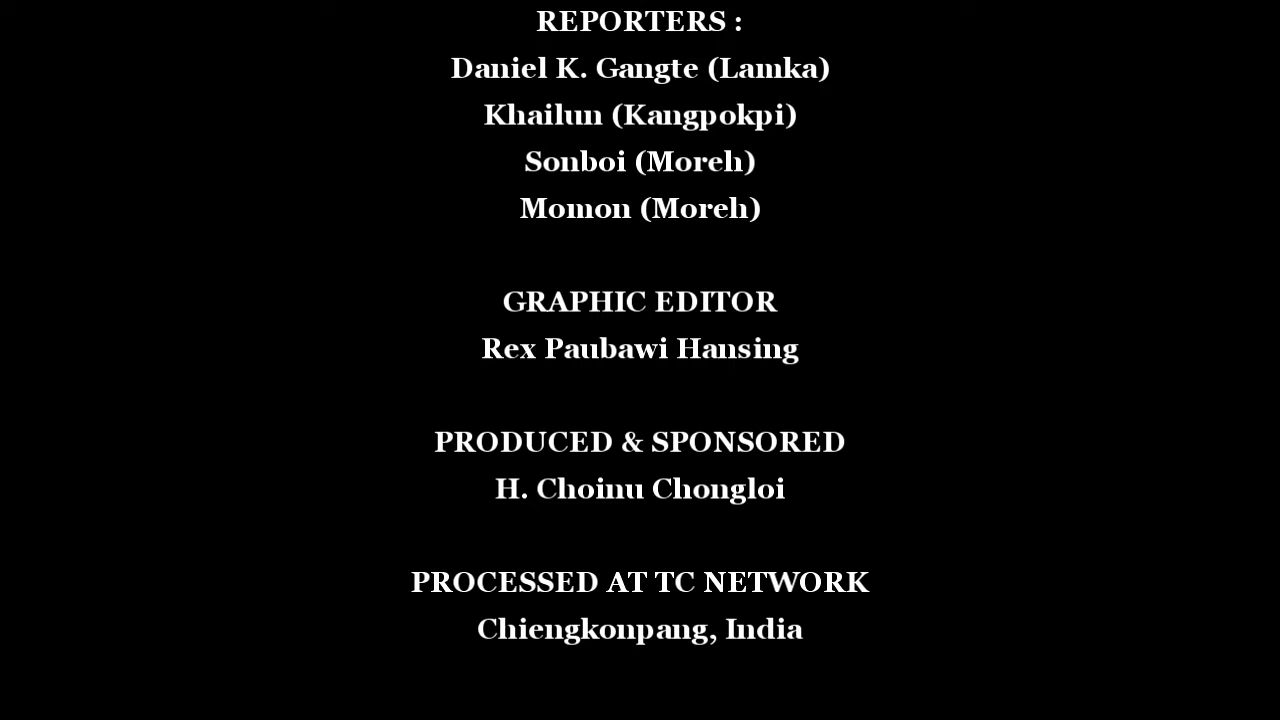 REPORTERS :
Daniel K. Gangte (Lamka)
Khailun (Kangpokpi)
Sonboi (Moreh)
Momon (Moreh)
GRAPHIC EDITOR
Rex Paubawi Hansing
PRODUCED & SPONSORED
H. Choinu Chongloi
PROCESSED AT TC NETWORK
Chiengkonpang, India